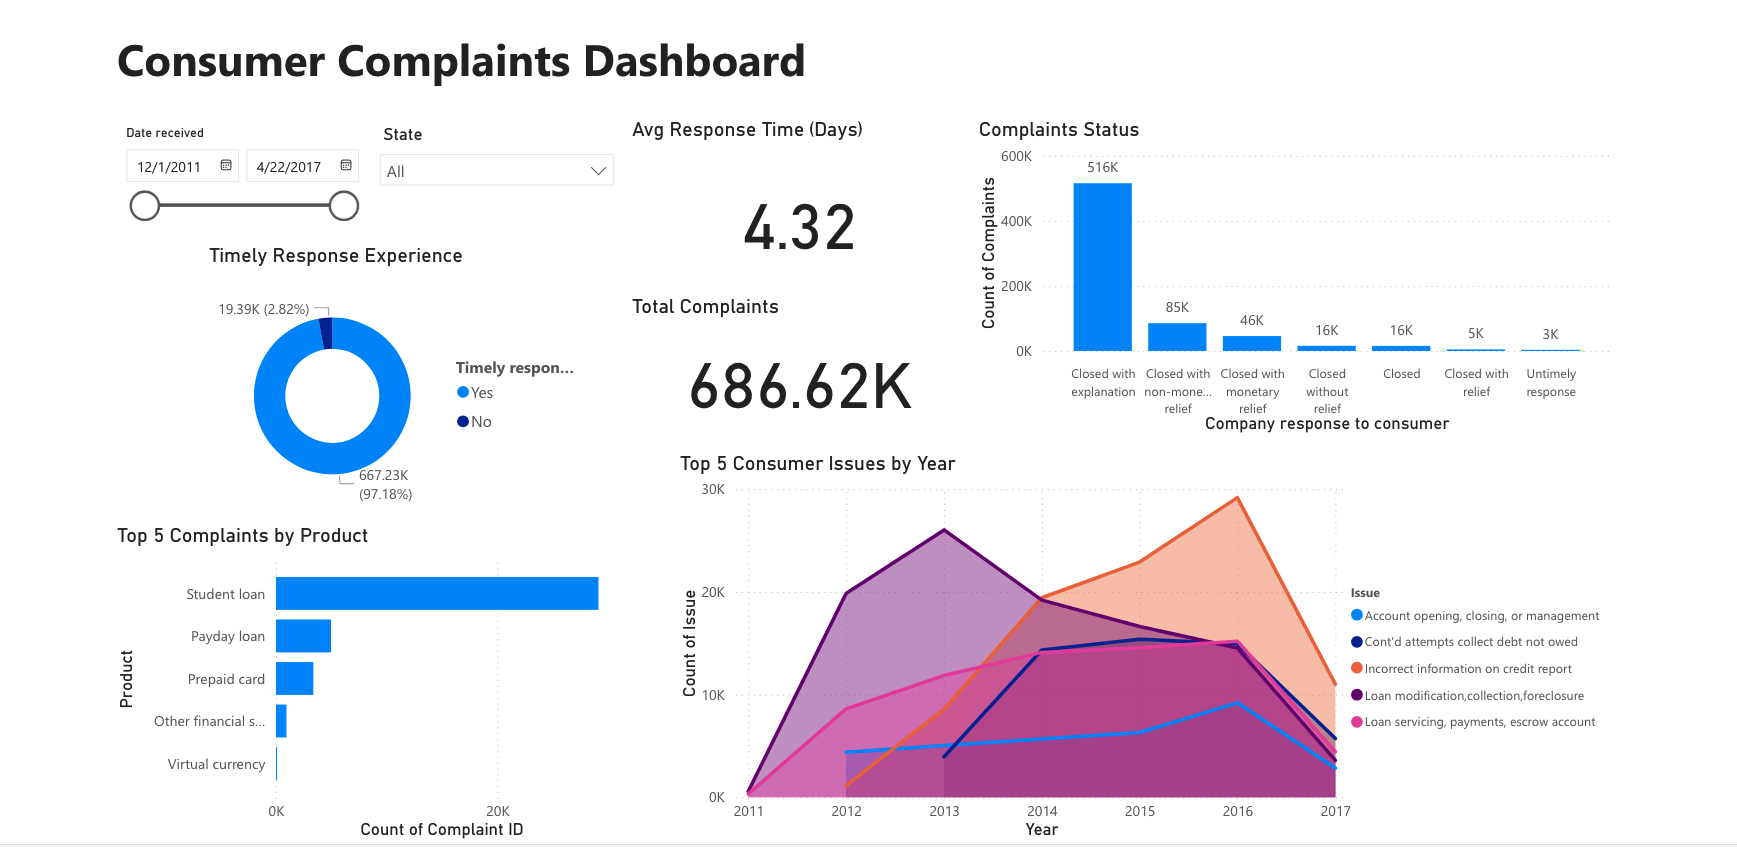 Consumer Complaints Dashboard
Date received
12/1/2011
4/22/2017
State
All
Avg Response Time (Days)
4.32
Total Complaints
686.62K
Timely Response Experience
19.39K (2.82%)
667.23K
(97.18%)
Timely respon...
Yes
No
Complaints Status
Count of Complaints
600K
400K
200K
0K
516K
85K
46K
16K
16K
5K
3K
Closed with
explanation
Closed with
non-mone...
relief
Closed with
monetary
relief
Closed
without
relief
Closed
Closed with
relief
Untimely
response
Company response to consumer
Top 5 Complaints by Product
Product
Student loan
Payday loan
Prepaid card
Other financial s...
Virtual currency
0K
20K
Count of Complaint ID
Top 5 Consumer Issues by Year
Count of Issue
30K
20K
10K
0K
2011
2012
2013
2014
2015
2016
2017
Year
Issue
Account opening, closing, or management
Cont'd attempts collect debt not owed
Incorrect information on credit report
Loan modification,collection,foreclosure
Loan servicing, payments, escrow account